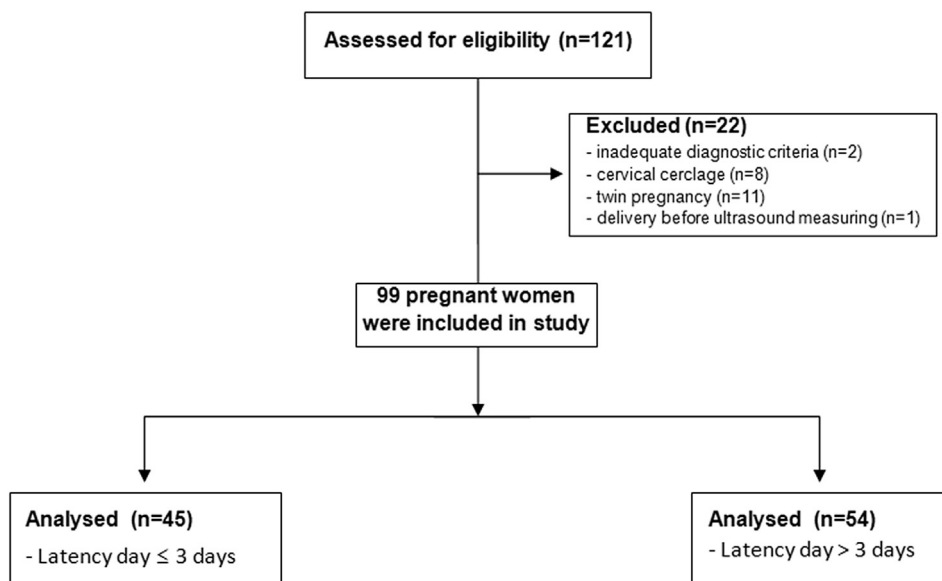 Assessed for eligibility (n=121)
Excluded (n=22)
- inadequate diagnostic criteria (n=2)
- cervical cerclage (n=8)
- twin pregnancy (n=11)
- delivery before ultrasound measuring (n=1)
99 pregnant women
were included in study
Analysed (n=45)
- Latency day ≤ 3 days
Analysed (n=54)
- Latency day > 3 days